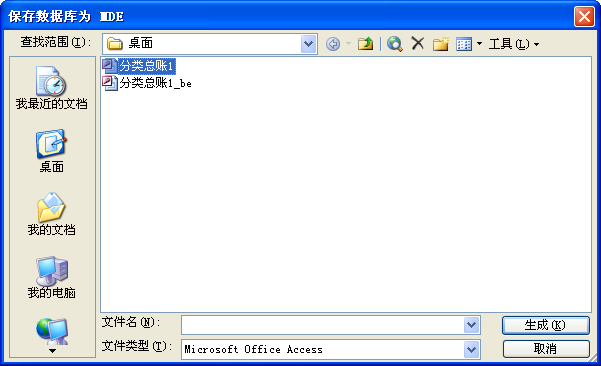 保存数据库为 MDE
查找范围(I):
桌面
工具(L)
分类总账1
分类总账1_be
我最近的文档
桌面
我的文档
我的电脑
文件名(N):
生成(K)
文件类型(T):
Microsoft Office Access
取消